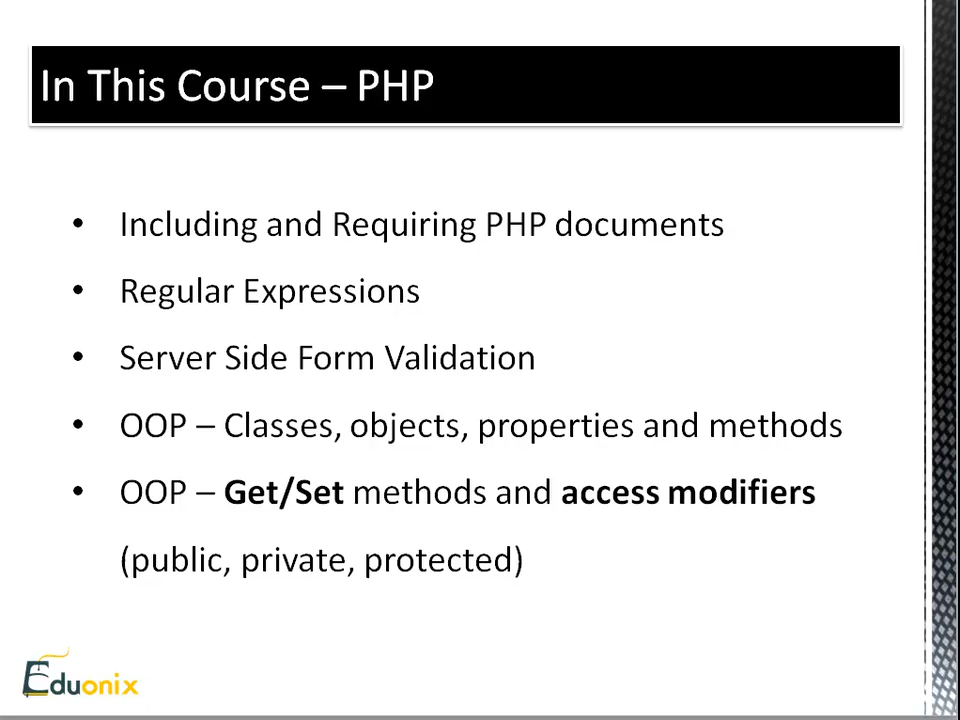 In This Course – PHP
• Including and Requiring PHP documents
• Regular Expressions
• Server Side Form Validation
• OOP – Classes, objects, properties and methods
• OOP – Get/Set methods and access modifiers
(public, private, protected)
Eduonix